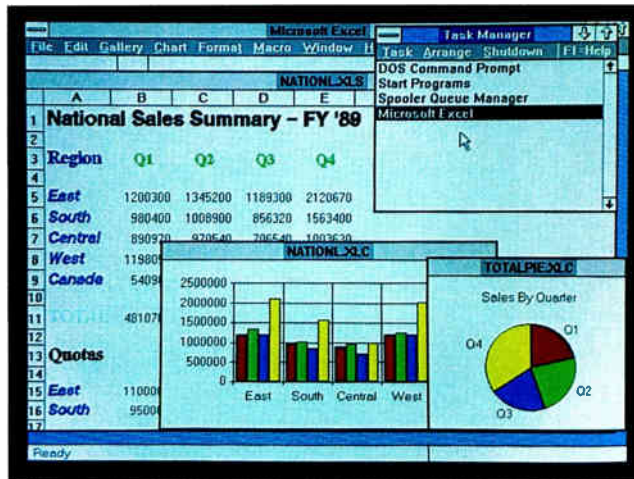 Microsoft Excel
File Edit Gallery Chart Format Macro Window
Task Manager
Task Arrange Shutdown F1=Help
DOS Command Prompt
Start Programs
Spooler Queue Manager
Microsoft Excel
NATIONL.XLS
A B C D E
1 National Sales Summary – FY '89
2
3 Region Q1 Q2 Q3 Q4
4
5 East 1200300 1345200 1189300 2120670
6 South 980400 1008900 856320 1563400
7 Central 970540 706540 1003630
8 West
9 Canada
10
11
12
13 Quotas
14
15 East
16 South
17
NATIONL.XLC
2500000
2000000
1500000
1000000
500000
0
East South Central West
TOTALPIE.XLC
Sales By Quarter
Q1
Q2
Q3
Q4
Ready